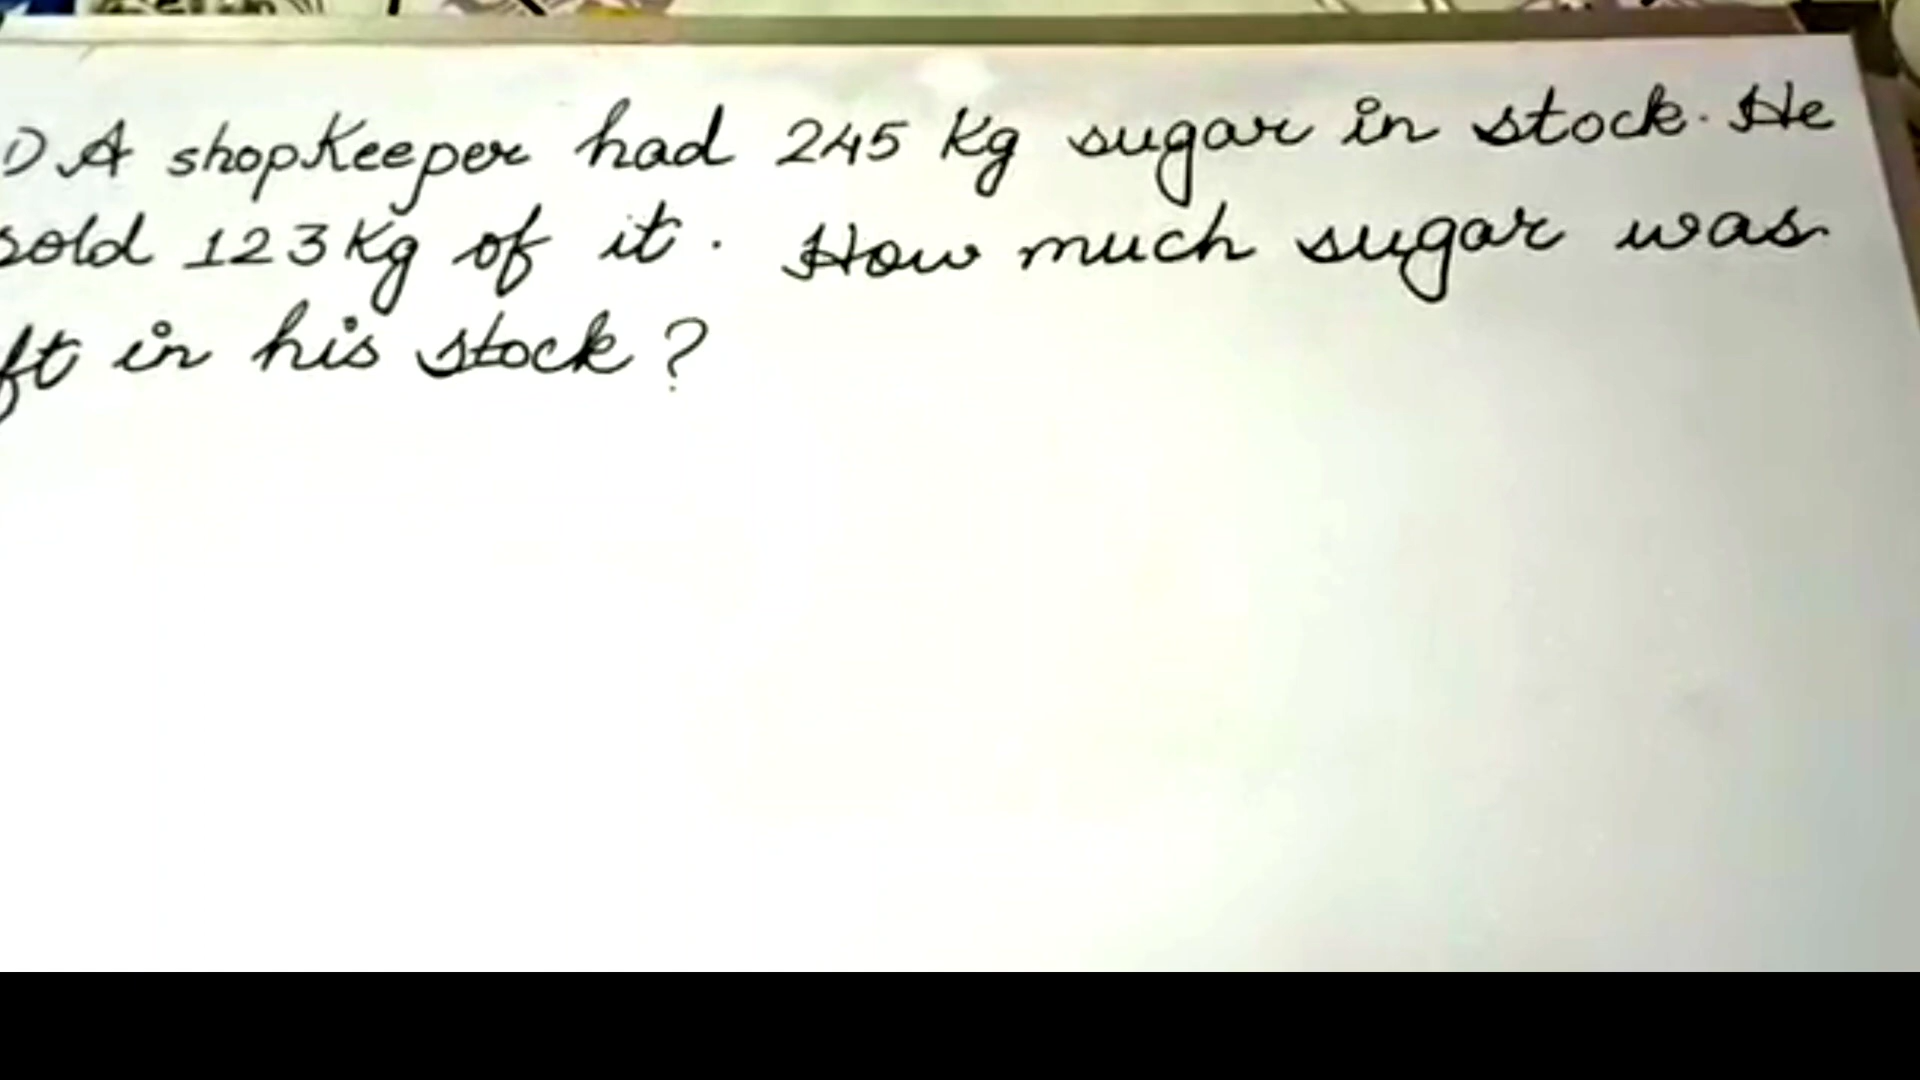 D A shopkeeper had 245 Kg sugar in stock. He
sold 123 Kg of it. How much sugar was
ft in his stock?